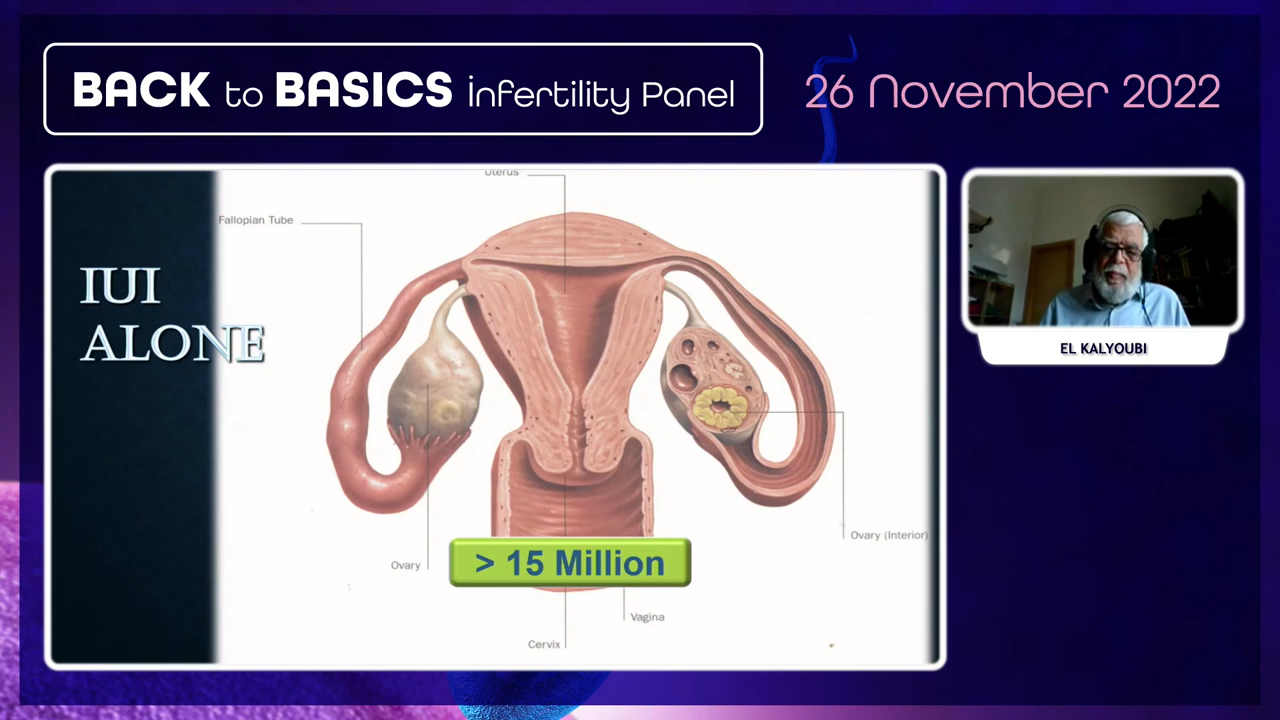 BACK to BASICS infertility Panel
26 November 2022
Uterus
Fallopian Tube
IUI
ALONE
EL KALYOUBI
Ovary (Interior)
> 15 Million
Ovary
Vagina
Cervix